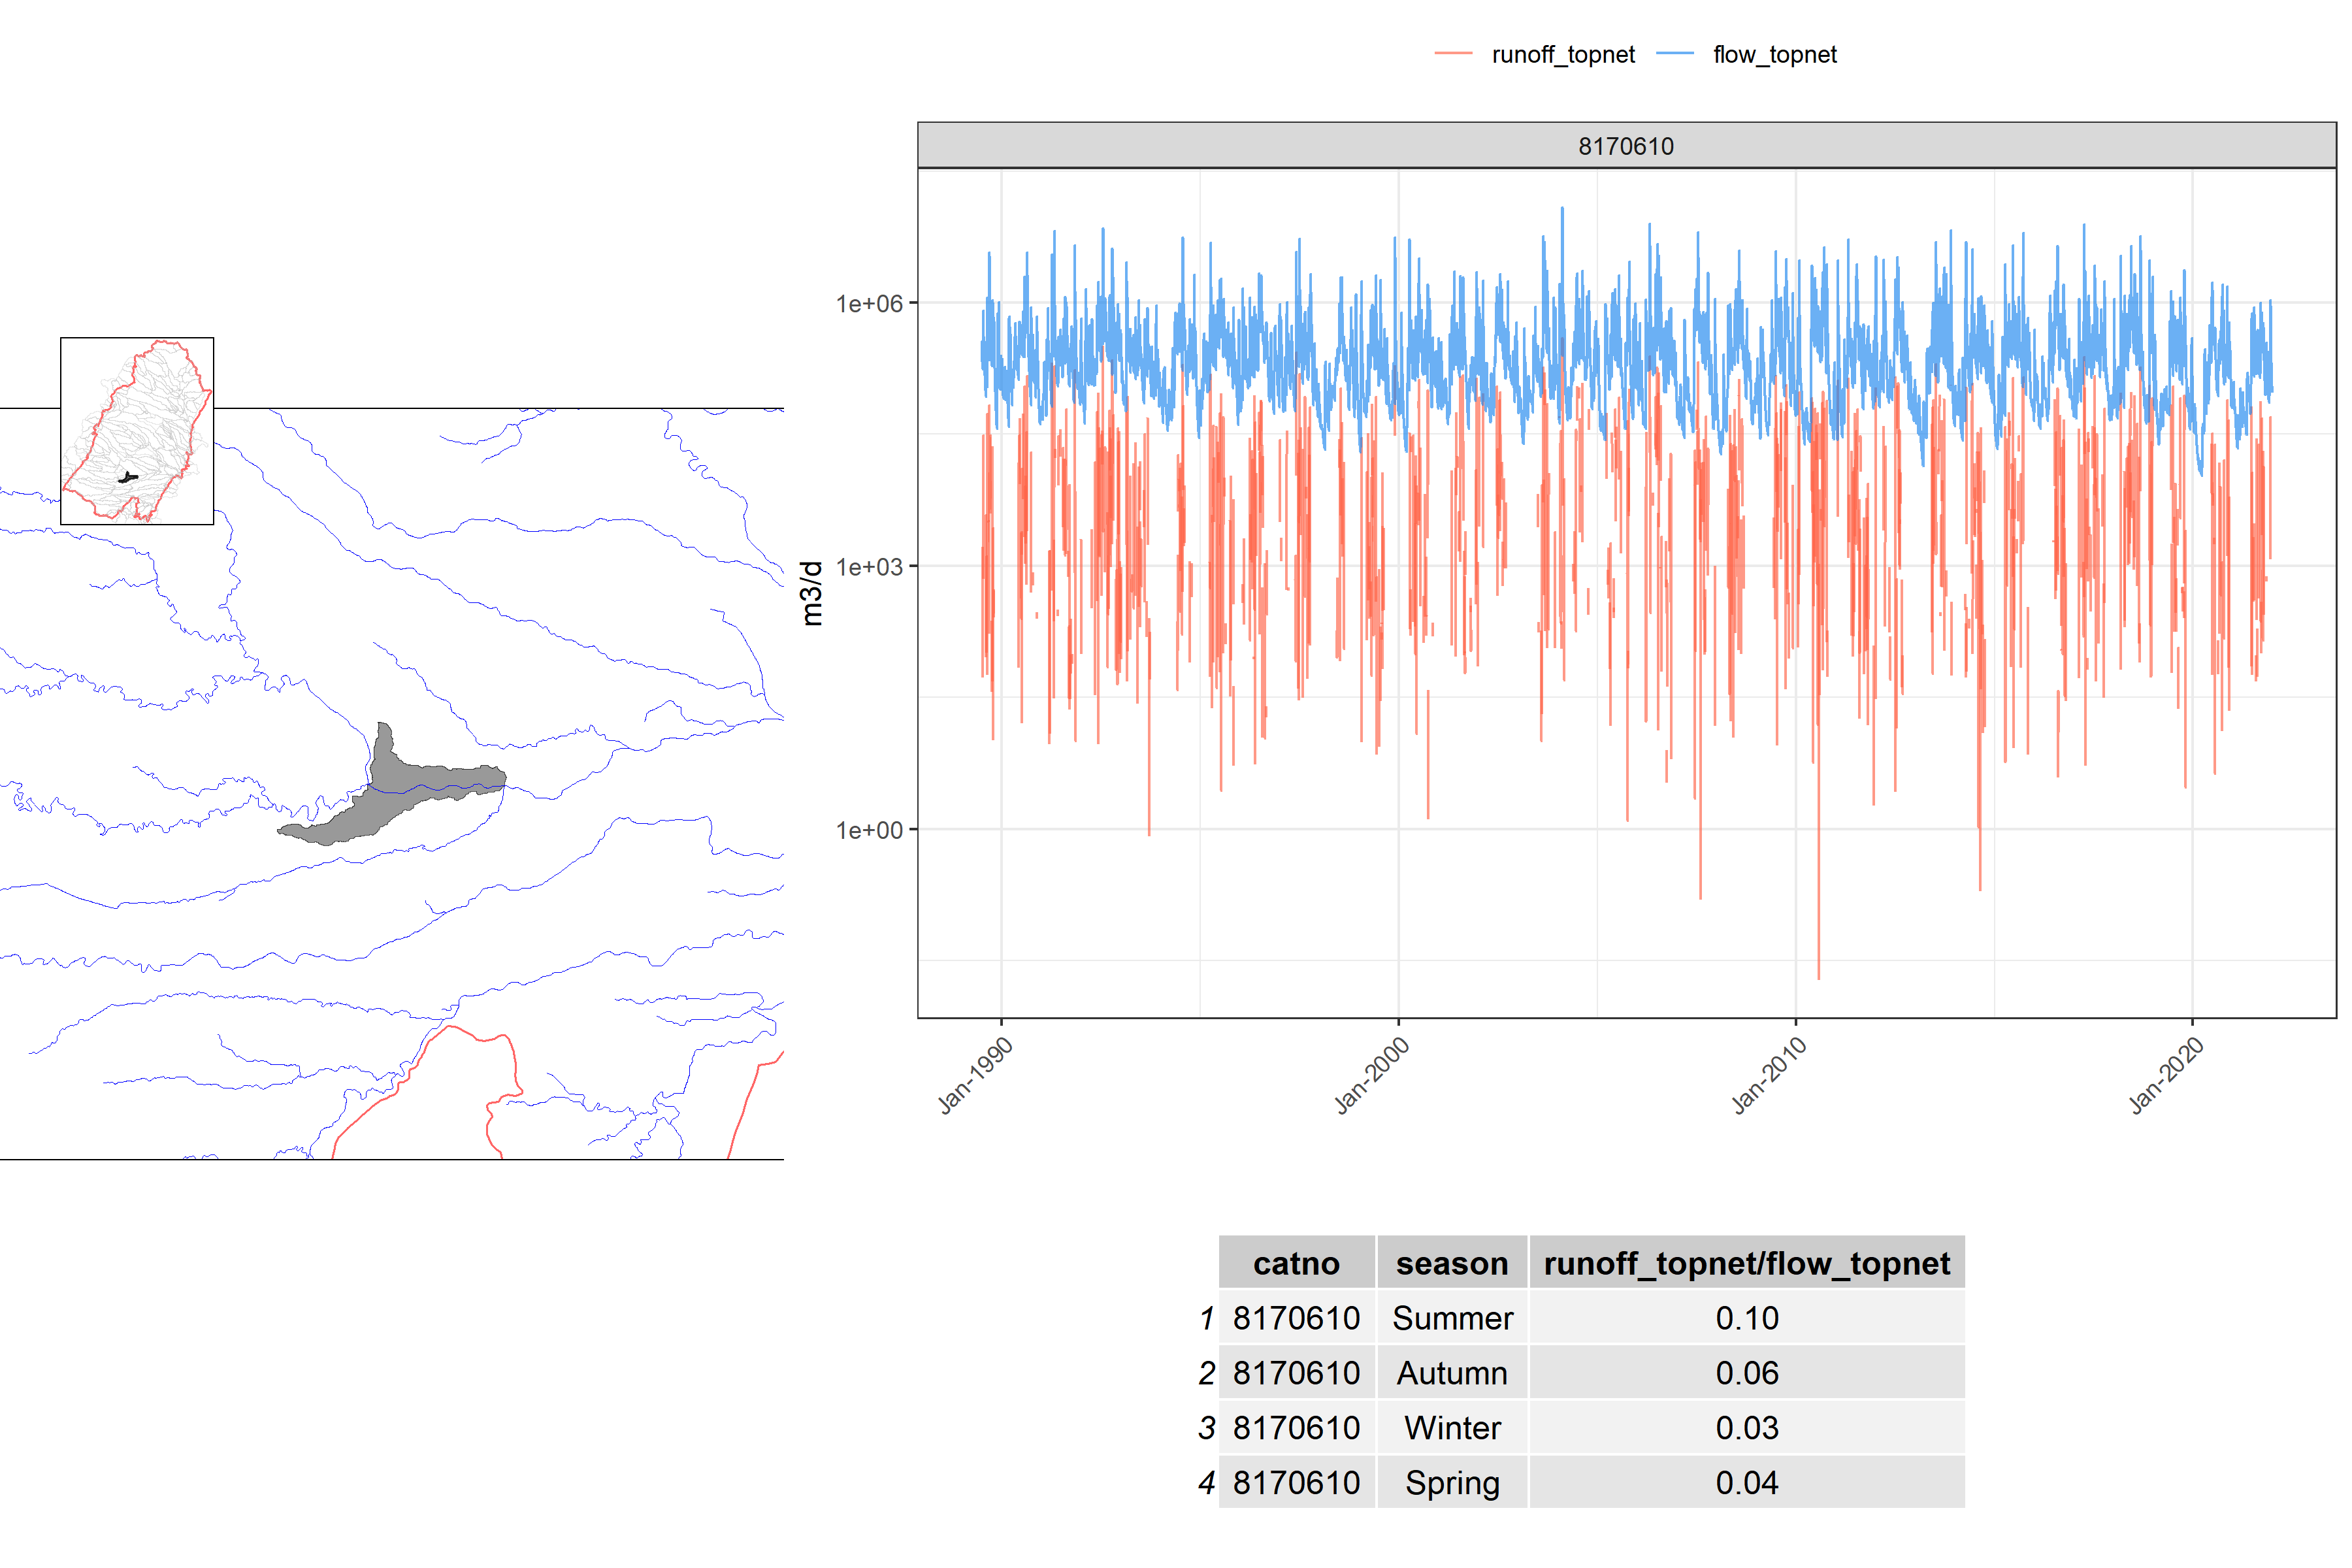 runoff_topnet flow_topnet
8170610
m3/d
1e+06
1e+03
1e+00
Jan-1990
Jan-2000
Jan-2010
Jan-2020
catno season runoff_topnet/flow_topnet
1 8170610 Summer 0.10
2 8170610 Autumn 0.06
3 8170610 Winter 0.03
4 8170610 Spring 0.04